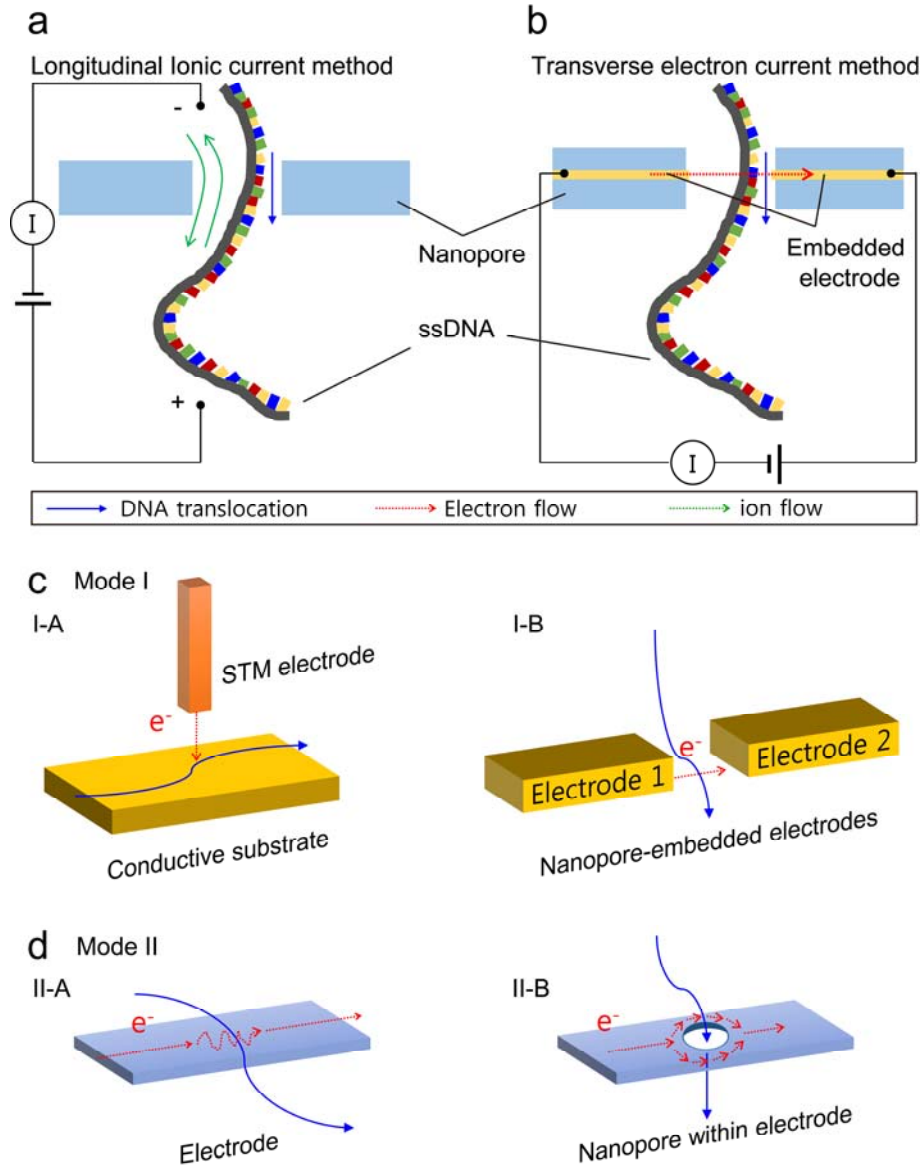 a
Longitudinal Ionic current method
-
I
+
Nanopore
ssDNA
b
Transverse electron current method
Embedded
electrode
I
DNA translocation
Electron flow
ion flow
c
Mode I
I-A
STM electrode
e-
Conductive substrate
I-B
e-
Electrode 1
Electrode 2
Nanopore-embedded electrodes
d
Mode II
II-A
e-
Electrode
II-B
e-
Nanopore within electrode